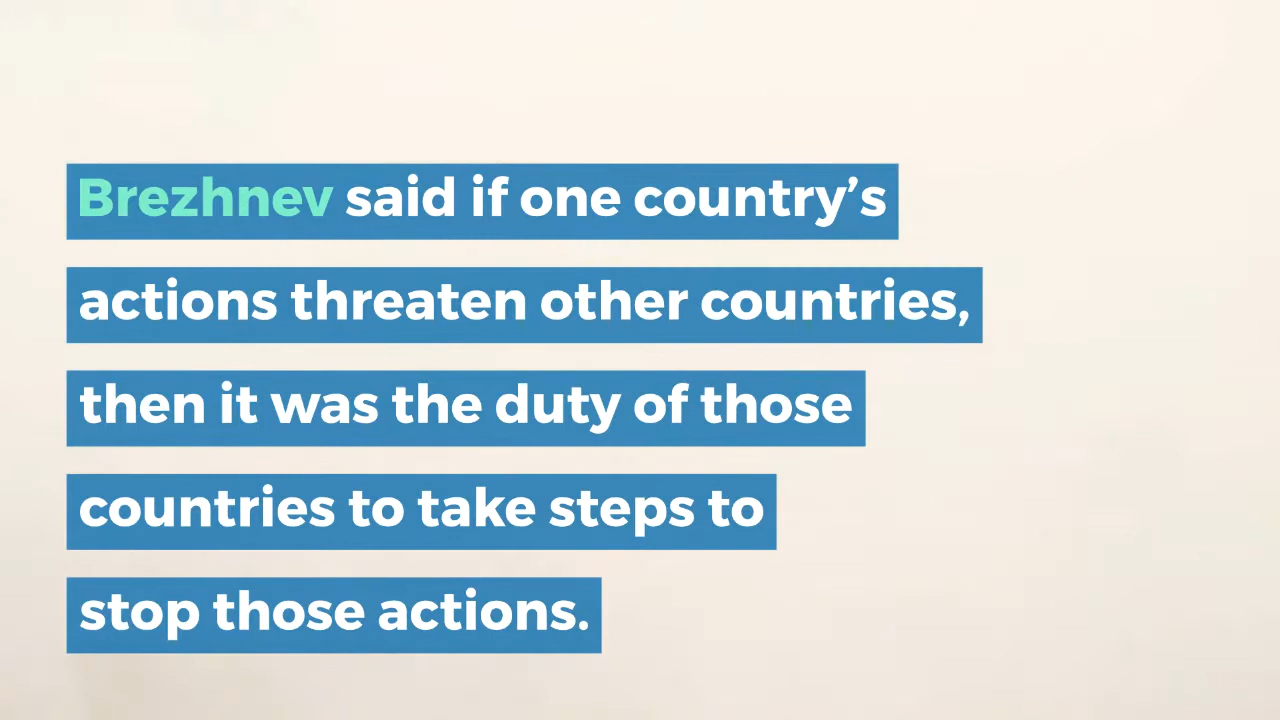 Brezhnev said if one country’s
actions threaten other countries,
then it was the duty of those
countries to take steps to
stop those actions.